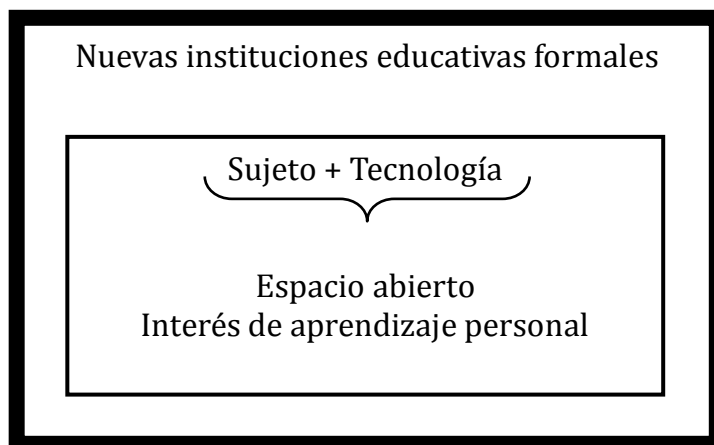 Nuevas instituciones educativas formales
Sujeto + Tecnología
Espacio abierto
Interés de aprendizaje personal